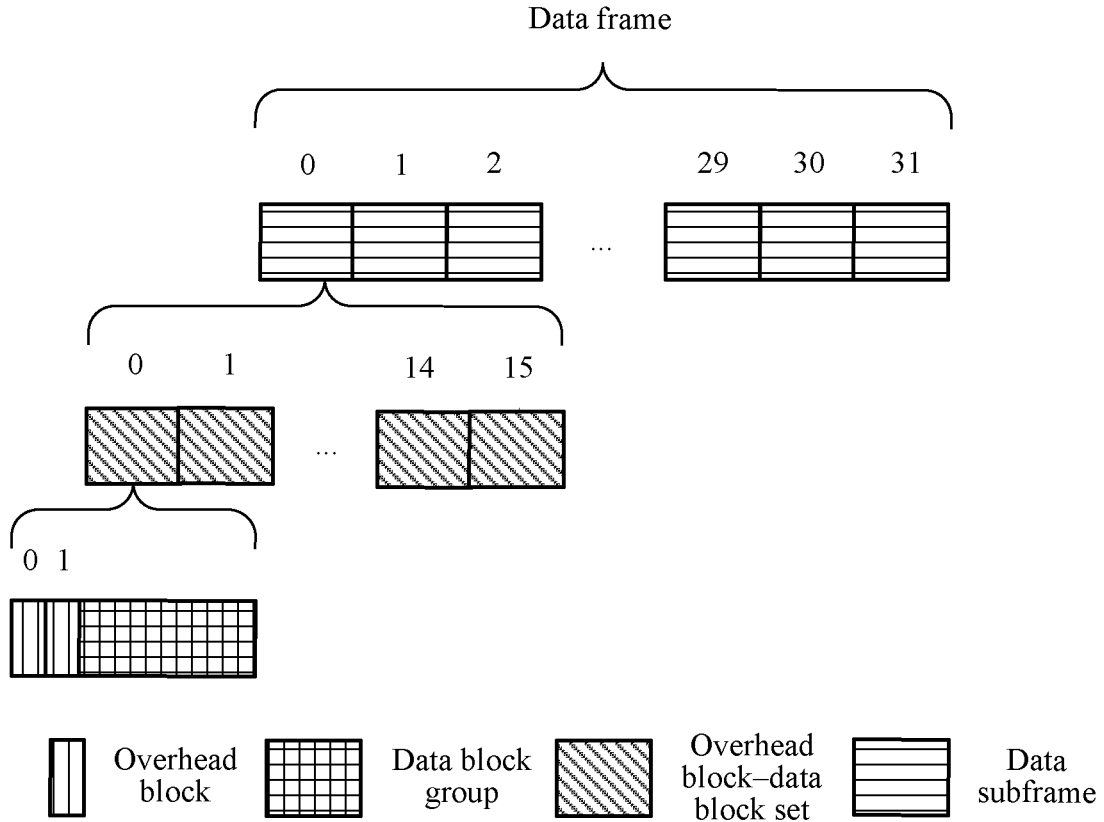 Data frame
0 1 2 29 30 31
...
0 1 14 15
...
0 1
Overhead
block
Data block
group
Overhead
block–data
block set
Data
subframe